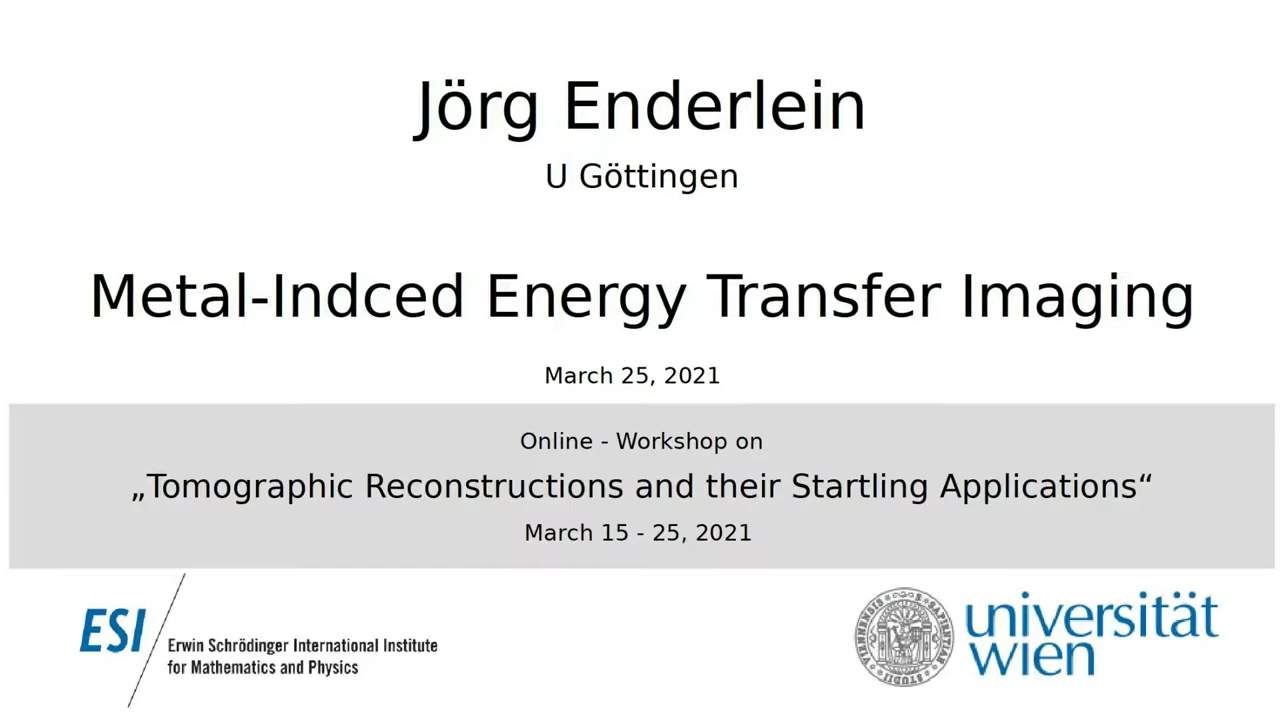 Jörg Enderlein
U Göttingen
Metal-Indced Energy Transfer Imaging
March 25, 2021
Online - Workshop on
„Tomographic Reconstructions and their Startling Applications“
March 15 - 25, 2021
ESI
Erwin Schrödinger International Institute
for Mathematics and Physics
universität
wien